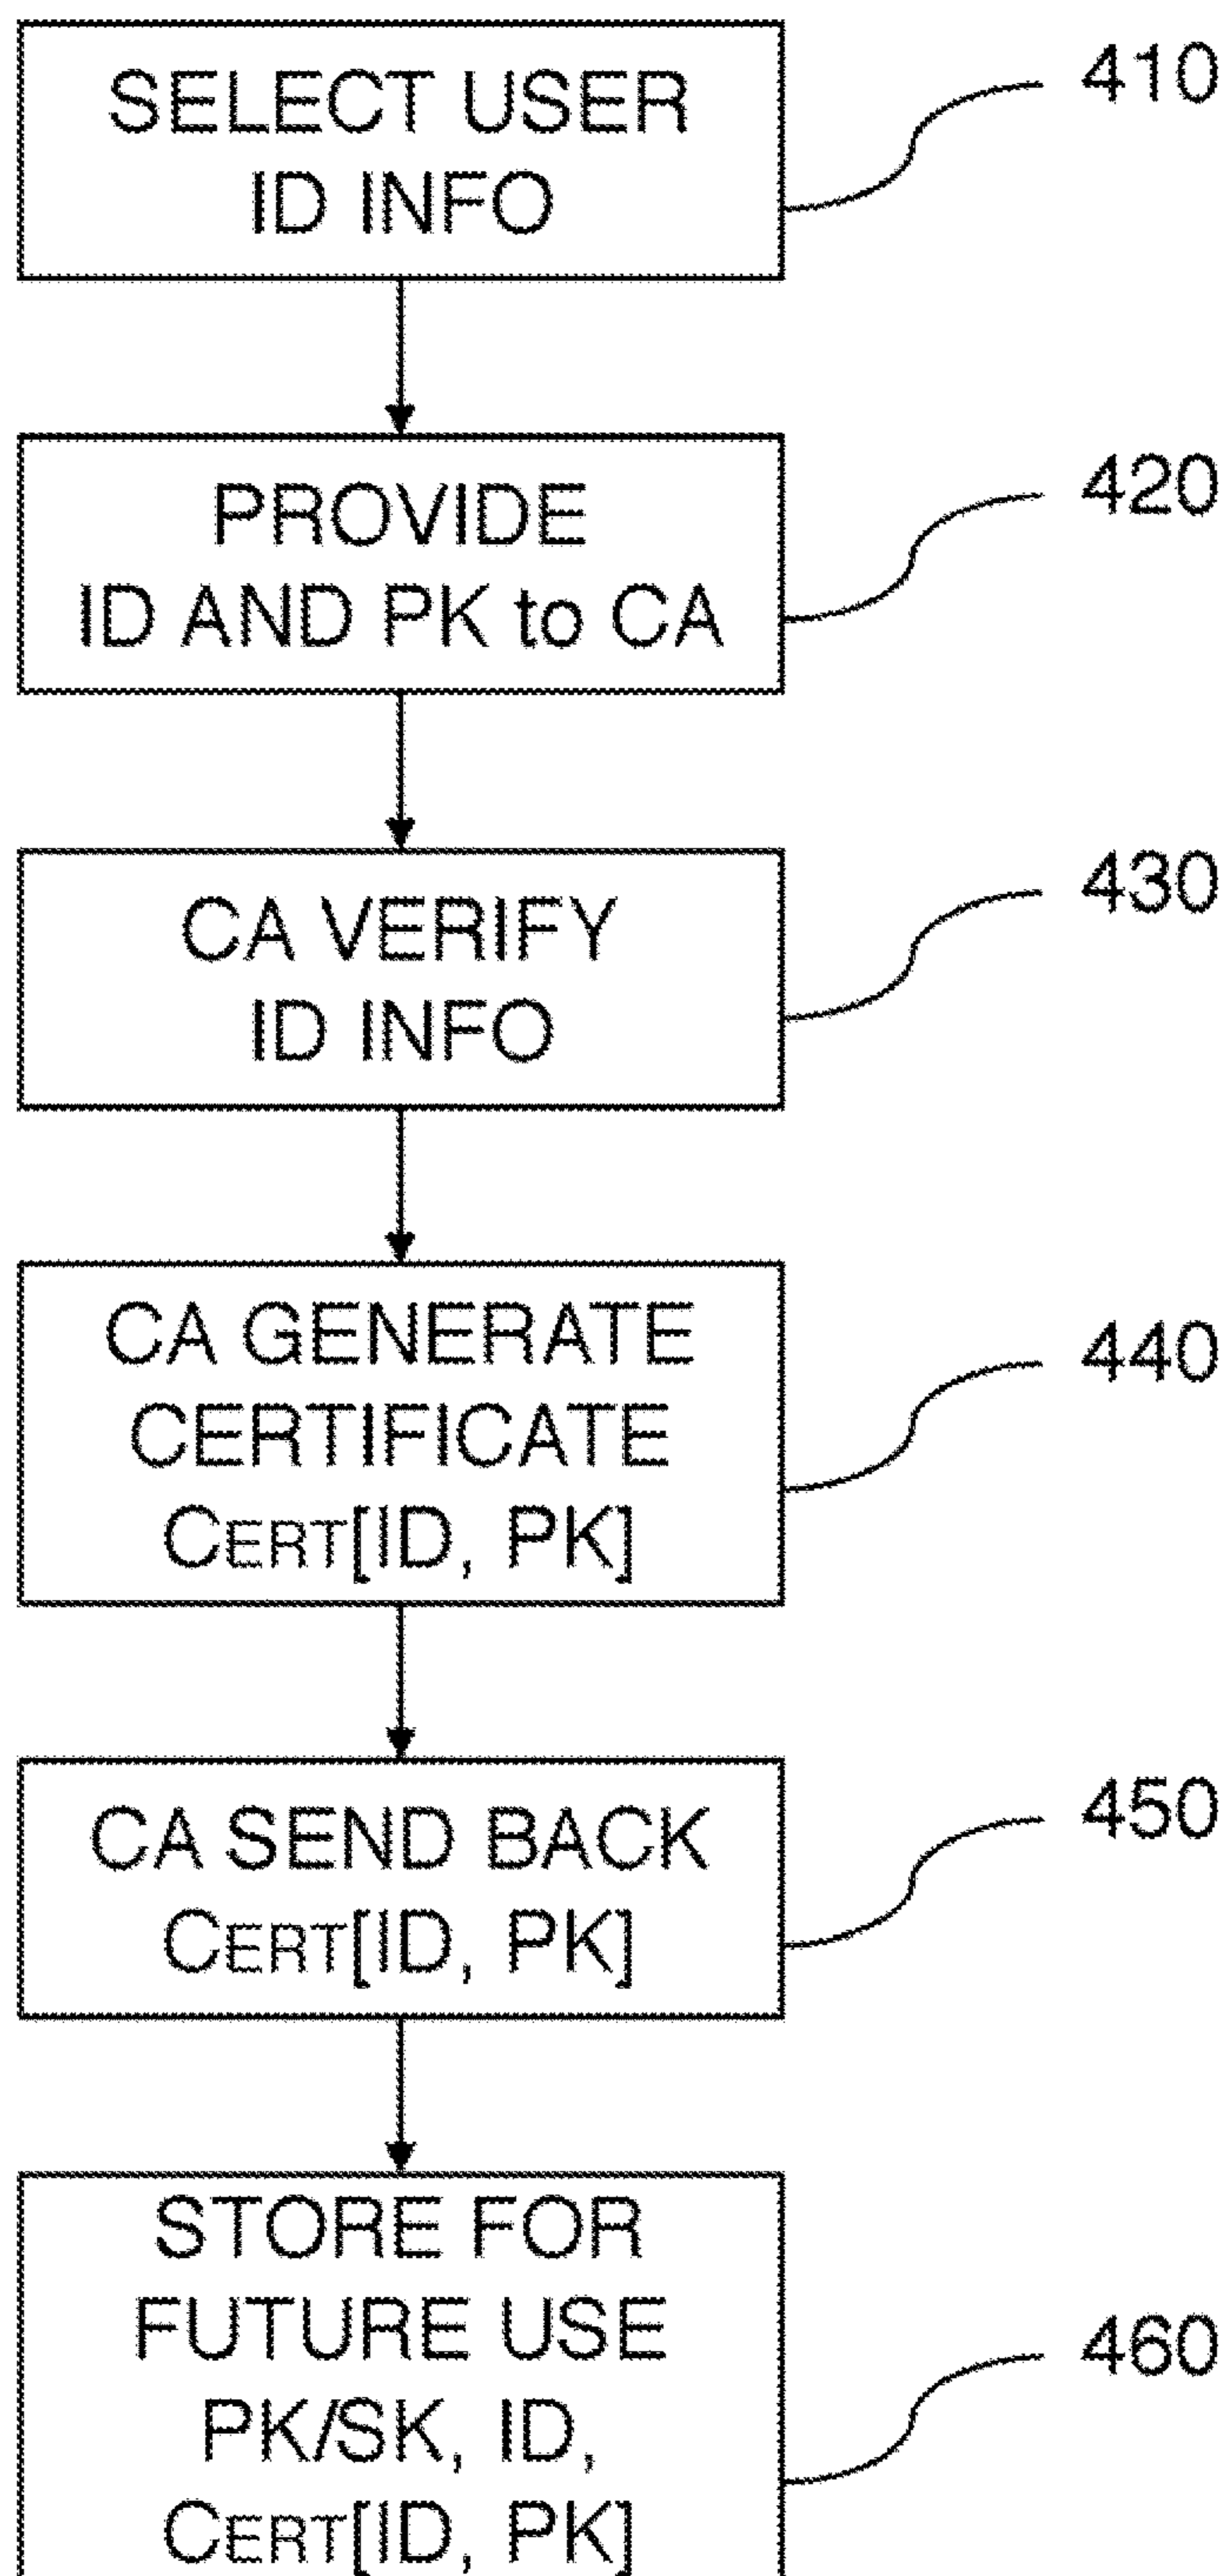 SELECT USER
ID INFO
410
PROVIDE
ID AND PK to CA
420
CA VERIFY
ID INFO
430
CA GENERATE
CERTIFICATE
CERT[ID, PK]
440
CA SEND BACK
CERT[ID, PK]
450
STORE FOR
FUTURE USE
PK/SK, ID,
CERT[ID, PK]
460